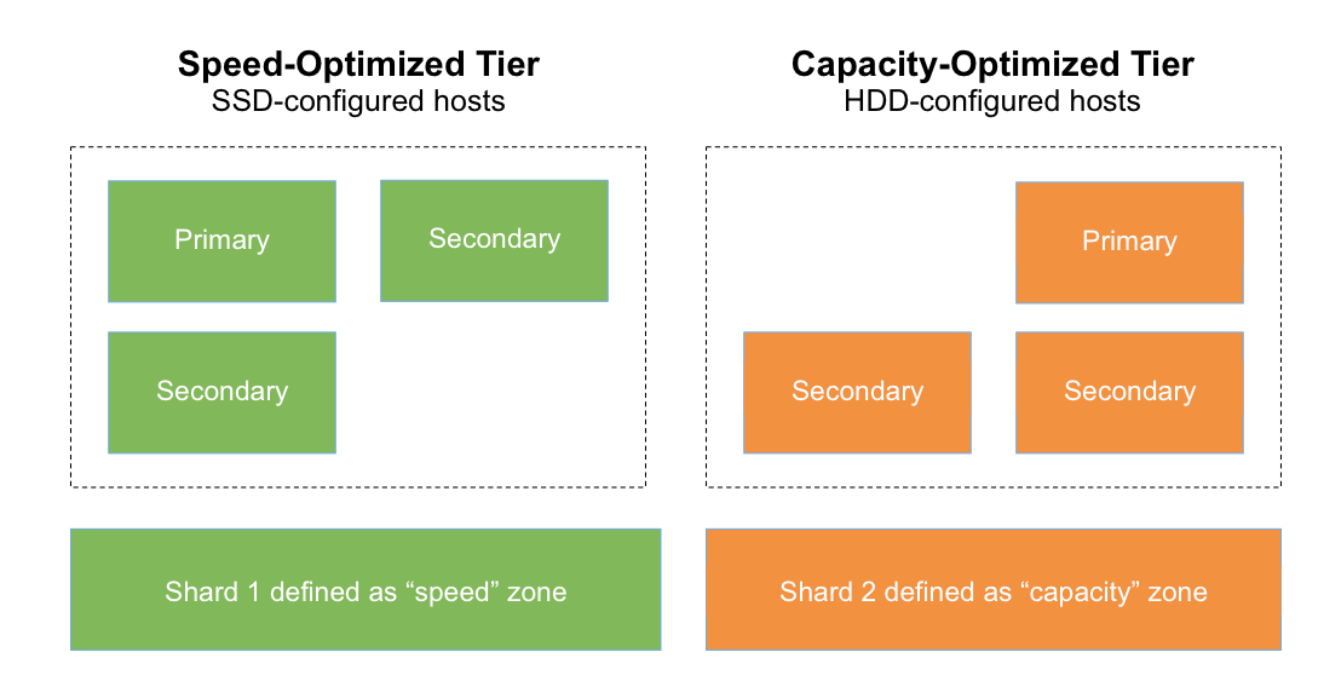 Speed-Optimized Tier
SSD-configured hosts
Primary
Secondary
Secondary
Shard 1 defined as “speed” zone
Capacity-Optimized Tier
HDD-configured hosts
Primary
Secondary
Secondary
Shard 2 defined as “capacity” zone